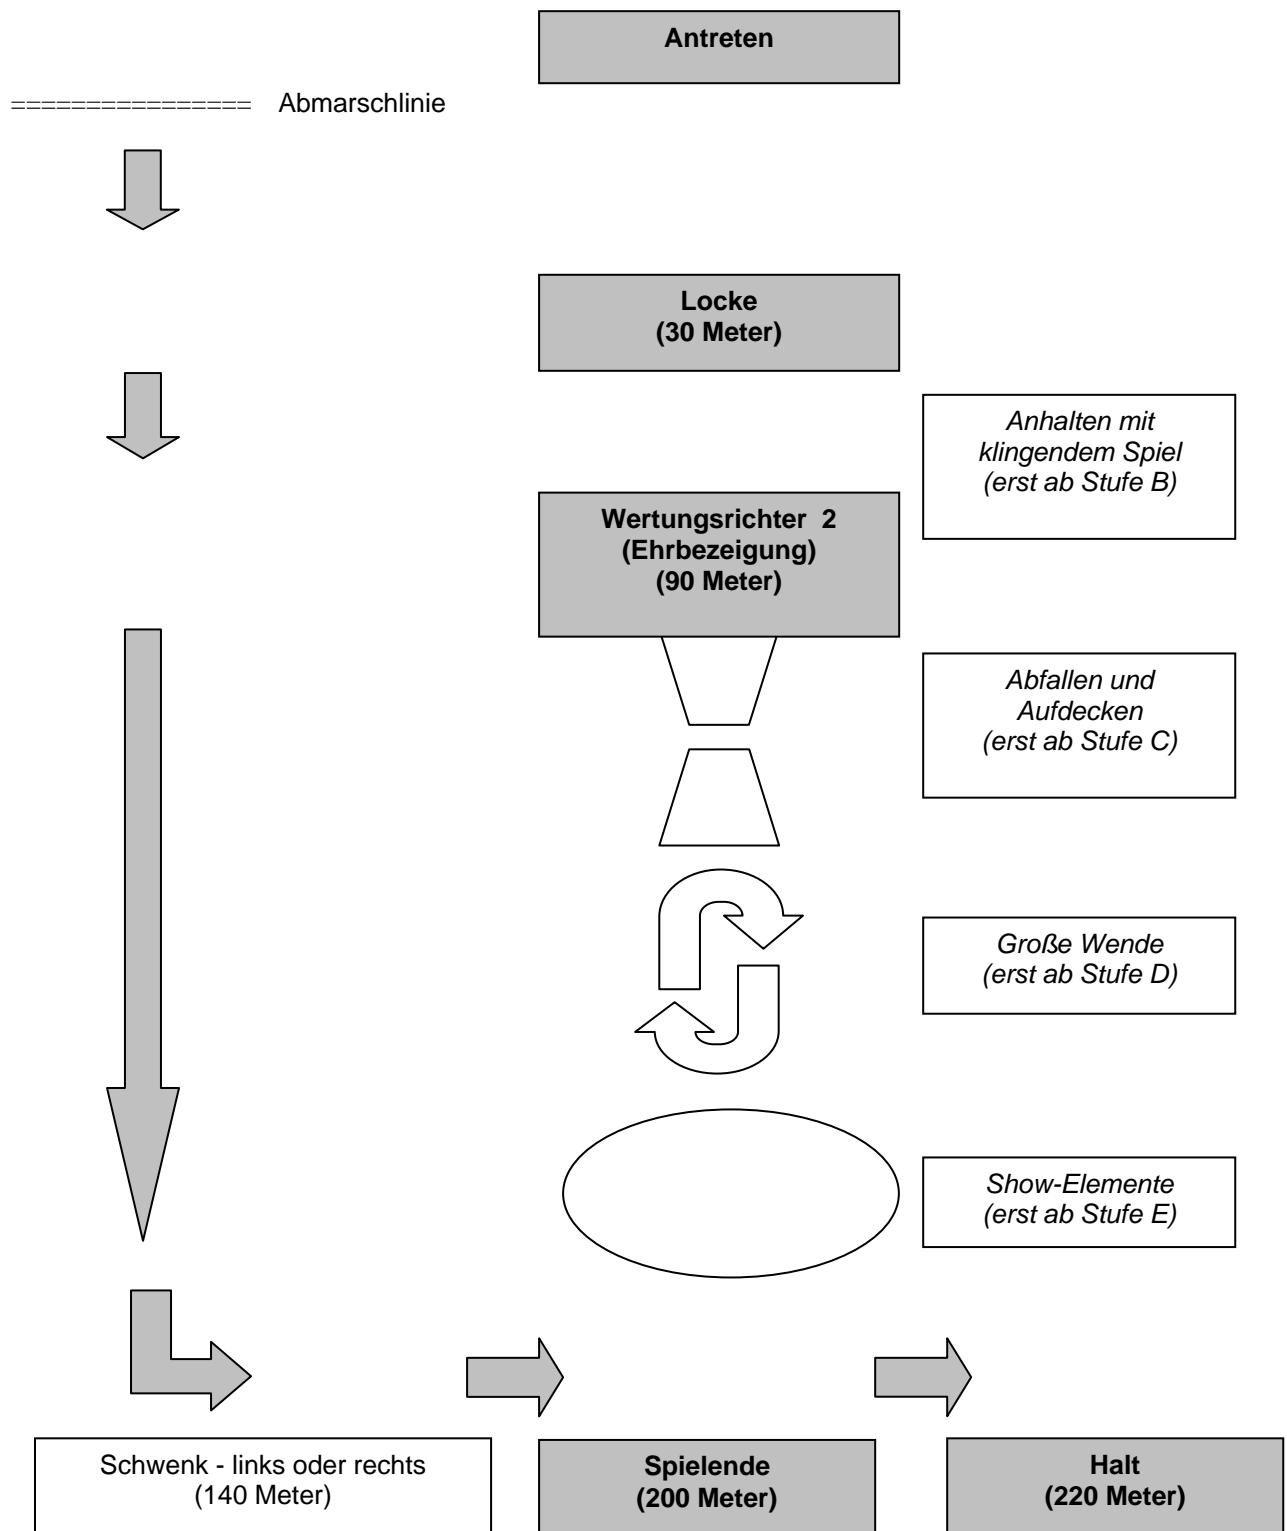 Antreten
================ Abmarschlinie
Locke
(30 Meter)
Anhalten mit
klingendem Spiel
(erst ab Stufe B)
Wertungsrichter 2
(Ehrbezeigung)
(90 Meter)
Abfallen und
Aufdecken
(erst ab Stufe C)
Große Wende
(erst ab Stufe D)
Show-Elemente
(erst ab Stufe E)
Schwenk - links oder rechts
(140 Meter)
Spielende
(200 Meter)
Halt
(220 Meter)